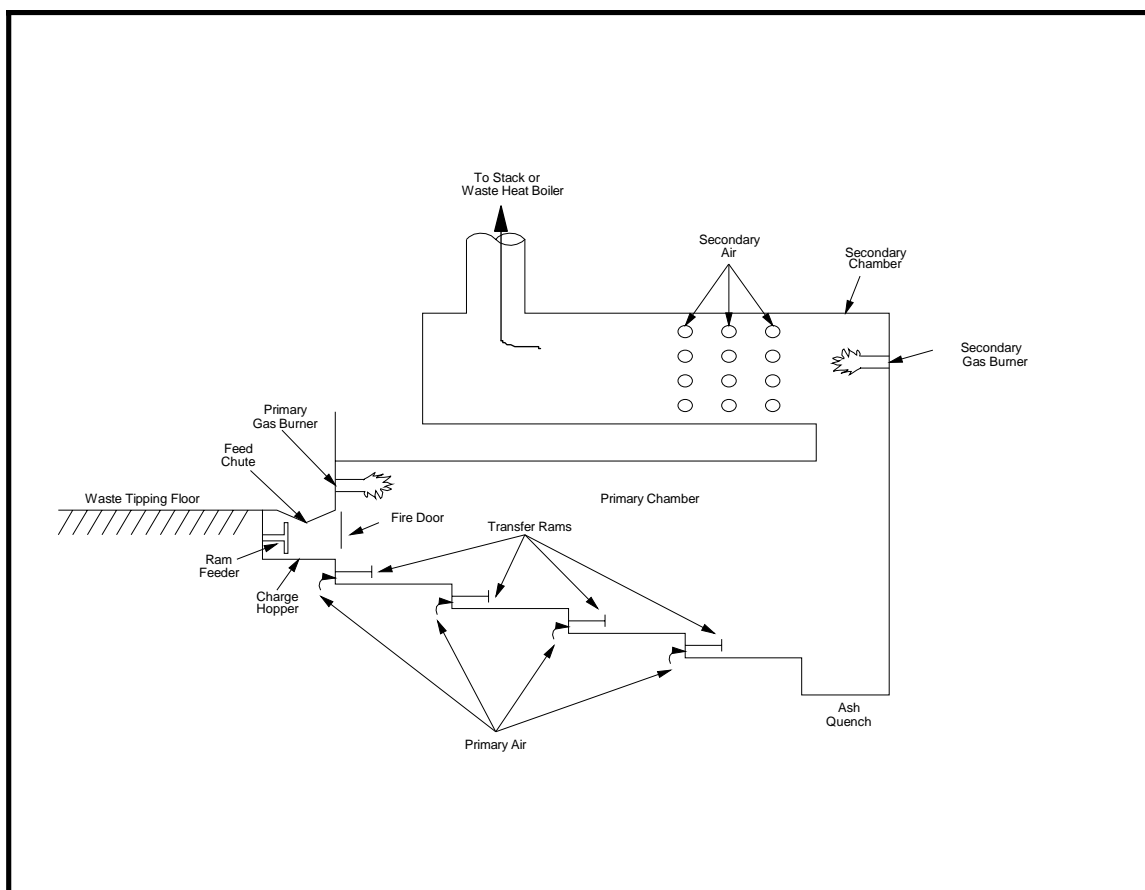 To Stack or
Waste Heat Boiler
Secondary
Air
Secondary
Chamber
Secondary
Gas Burner
Primary
Gas Burner
Feed
Chute
Waste Tipping Floor
Primary Chamber
Fire Door
Transfer Rams
Ram
Feeder
Charge
Hopper
Ash
Quench
Primary Air